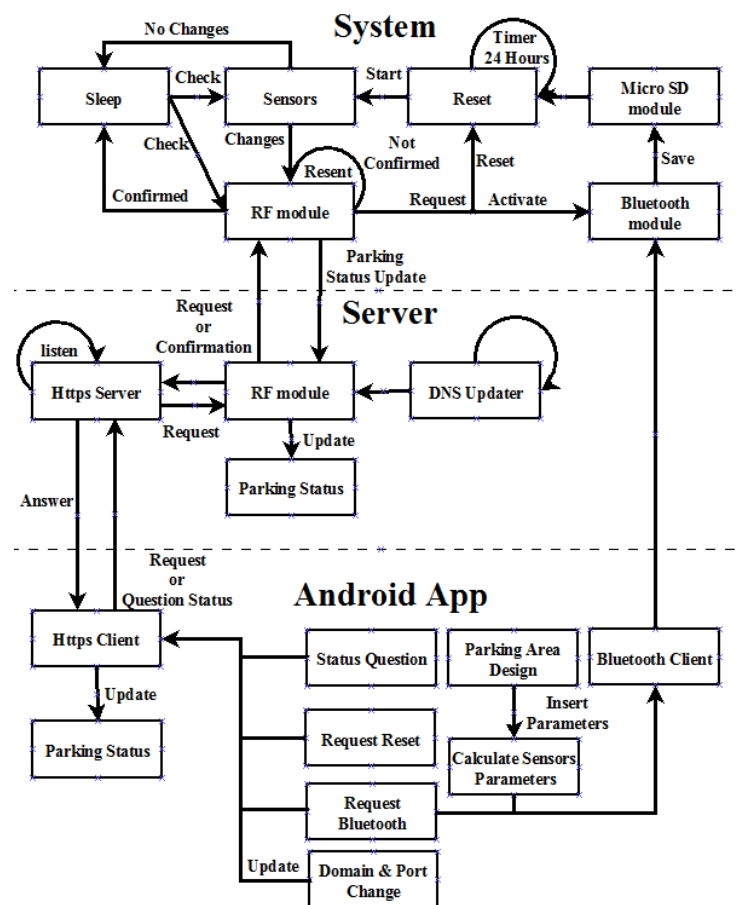 System
No Changes
Timer
24 Hours
Sleep
Check
Sensors
Start
Reset
Micro SD
module
Check
Changes
Not
Confirmed
Reset
Save
Resent
Confirmed
RF module
Request
Activate
Bluetooth
module
Parking
Status Update
Server
Request
or
Confirmation
listen
Https Server
RF module
DNS Updater
Request
Update
Parking Status
Answer
Android App
Request
or
Question Status
Https Client
Status Question
Parking Area
Design
Bluetooth Client
Update
Insert
Parameters
Parking Status
Request Reset
Calculate Sensors
Parameters
Request
Bluetooth
Update
Domain & Port
Change